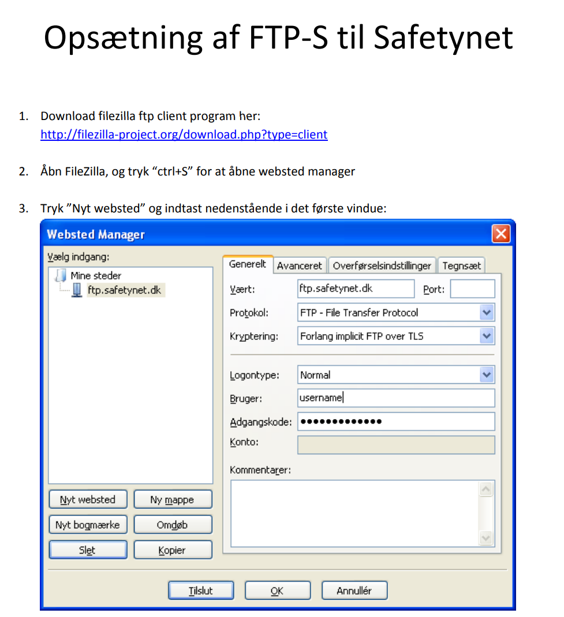 Opsætning af FTP-S til Safetynet
1. Download filezilla ftp client program her:
http://filezilla-project.org/download.php?type=client
2. Åbn FileZilla, og tryk “ctrl+S” for at åbne websted manager
3. Tryk ”Nyt websted” og indtast nedenstående i det første vindue:
Websted Manager
Vælg indgang:
Mine steder
ftp.safetynet.dk
Generelt Avanceret Overførselsindstillinger Tegnsæt
Vært: ftp.safetynet.dk Port:
Protokol: FTP - File Transfer Protocol
Kryptering: Forlang implicit FTP over TLS
Logontype: Normal
Bruger: username
Adgangskode: ●●●●●●●●●●●●●
Konto:
Kommentarer:
Nyt websted Ny mappe
Nyt bogmærke Omdøb
Slet Kopier
Tilslut OK Annullér